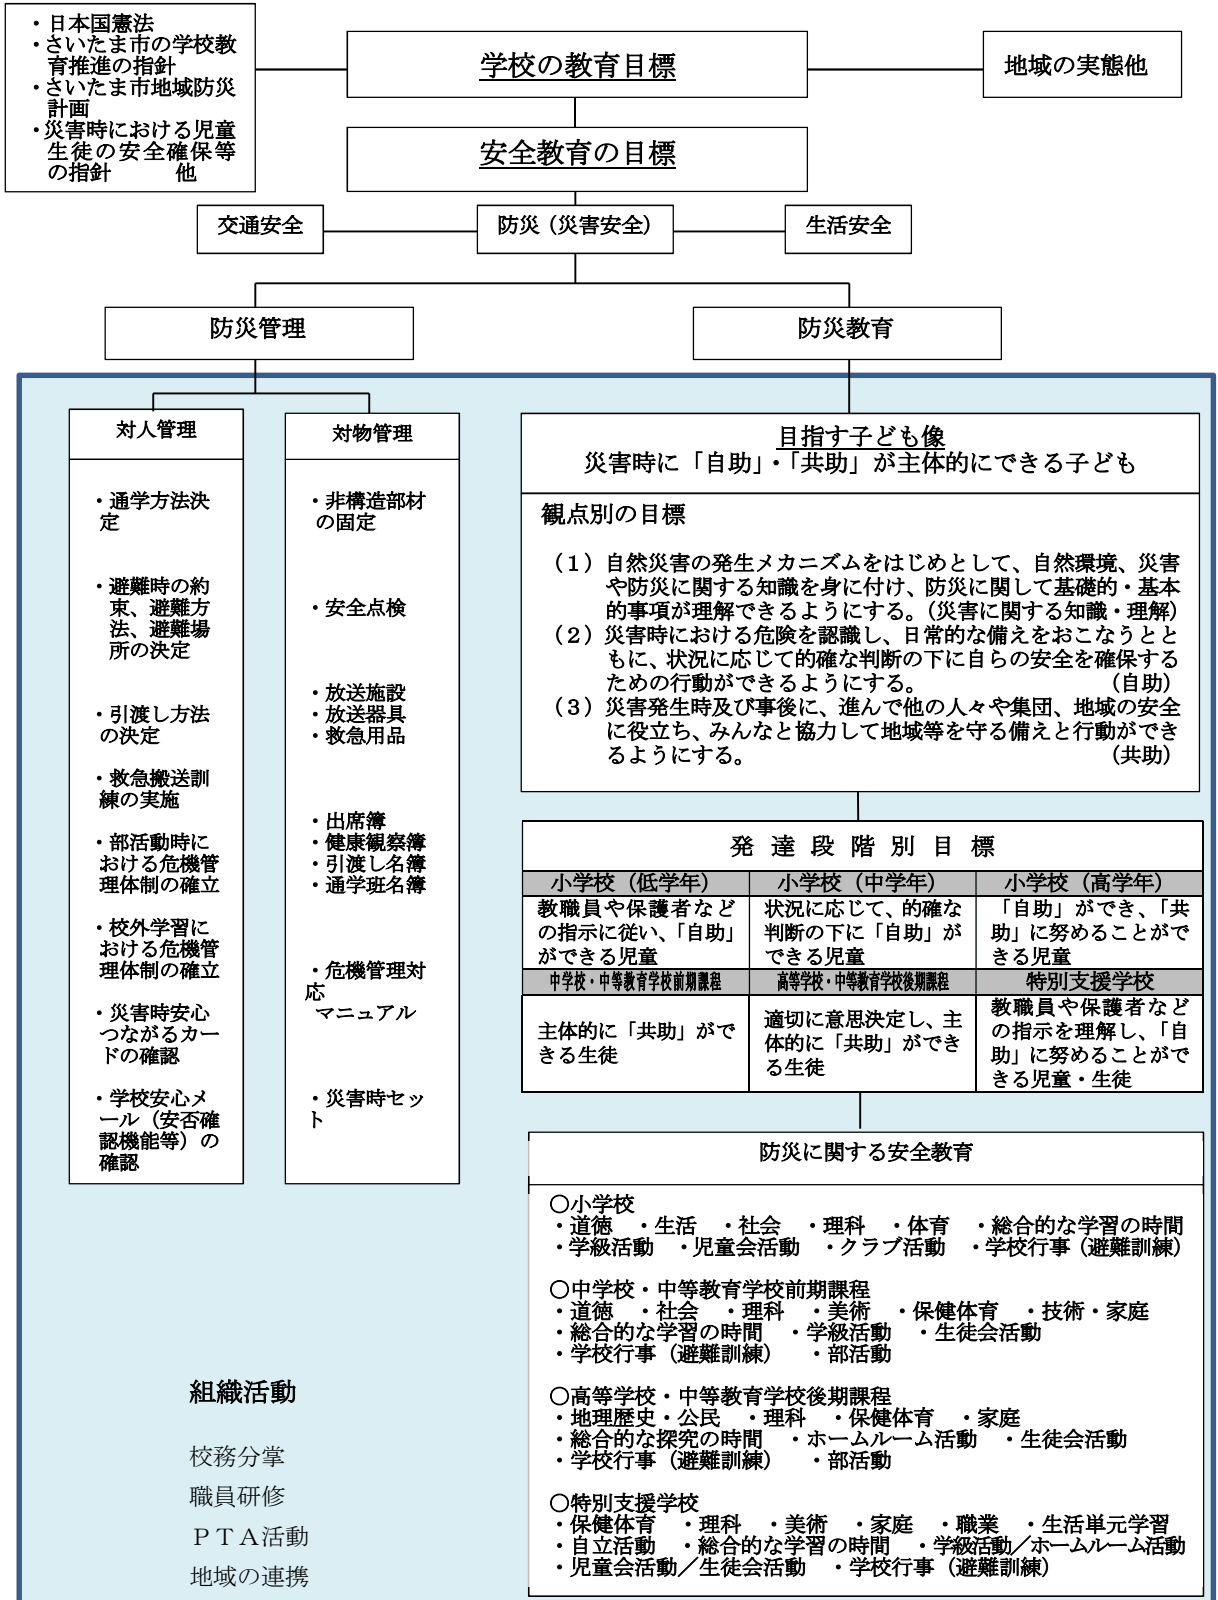 ・日本国憲法
・さいたま市の学校教
育推進の指針
・さいたま市地域防災
計画
・災害時における児童
生徒の安全確保等
の指針　　　他
学校の教育目標
地域の実態他
安全教育の目標
交通安全
防災（災害安全）
生活安全
防災管理
防災教育
対人管理
・通学方法決
定
・避難時の約
束、避難方
法、避難場
所の決定
・引渡し方法
の決定
・救急搬送訓
練の実施
・部活動時に
おける危機管
理体制の確立
・校外学習に
おける危機管
理体制の確立
・災害時安心
つながるカー
ドの確認
・学校安心メ
ール（安否確
認機能等）の
確認
対物管理
・非構造部材
の固定
・安全点検
・放送施設
・放送器具
・救急用品
・出席簿
・健康観察簿
・引渡し名簿
・通学班名簿
・危機管理対
応
マニュアル
・災害時セッ
ト
目指す子ども像
災害時に「自助」・「共助」が主体的にできる子ども
観点別の目標
（１）自然災害の発生メカニズムをはじめとして、自然環境、災害
や防災に関する知識を身に付け、防災に関して基礎的・基本
的事項が理解できるようにする。（災害に関する知識・理解）
（２）災害時における危険を認識し、日常的な備えをおこなうとと
もに、状況に応じて的確な判断の下に自らの安全を確保する
ための行動ができるようにする。　　　　　　　　　（自助）
（３）災害発生時及び事後に、進んで他の人々や集団、地域の安全
に役立ち、みんなと協力して地域等を守る備えと行動ができ
るようにする。　　　　　　　　　　　　　　　　　（共助）
発 達 段 階 別 目 標
小学校（低学年）　小学校（中学年）　小学校（高学年）
教職員や保護者など
の指示に従い、「自助」
ができる児童
状況に応じて、的確な
判断の下に「自助」が
できる児童
「自助」ができ、「共
助」に努めることがで
きる児童
中学校・中等教育学校前期課程　高等学校・中等教育学校後期課程　特別支援学校
主体的に「共助」がで
きる生徒
適切に意思決定し、主
体的に「共助」ができ
る生徒
教職員や保護者など
の指示を理解し、「自
助」に努めることがで
きる児童・生徒
防災に関する安全教育
○小学校
・道徳　・生活　・社会　・理科　・体育　・総合的な学習の時間
・学級活動　・児童会活動　・クラブ活動　・学校行事（避難訓練）
○中学校・中等教育学校前期課程
・道徳　・社会　・理科　・美術　・保健体育　・技術・家庭
・総合的な学習の時間　・学級活動　・生徒会活動
・学校行事（避難訓練）　・部活動
○高等学校・中等教育学校後期課程
・地理歴史・公民　・理科　・保健体育　・家庭
・総合的な探究の時間　・ホームルーム活動　・生徒会活動
・学校行事（避難訓練）　・部活動
○特別支援学校
・保健体育　・理科　・美術　・家庭　・職業　・生活単元学習
・自立活動　・総合的な学習の時間　・学級活動／ホームルーム活動
・児童会活動／生徒会活動　・学校行事（避難訓練）
組織活動
校務分掌
職員研修
ＰＴＡ活動
地域の連携